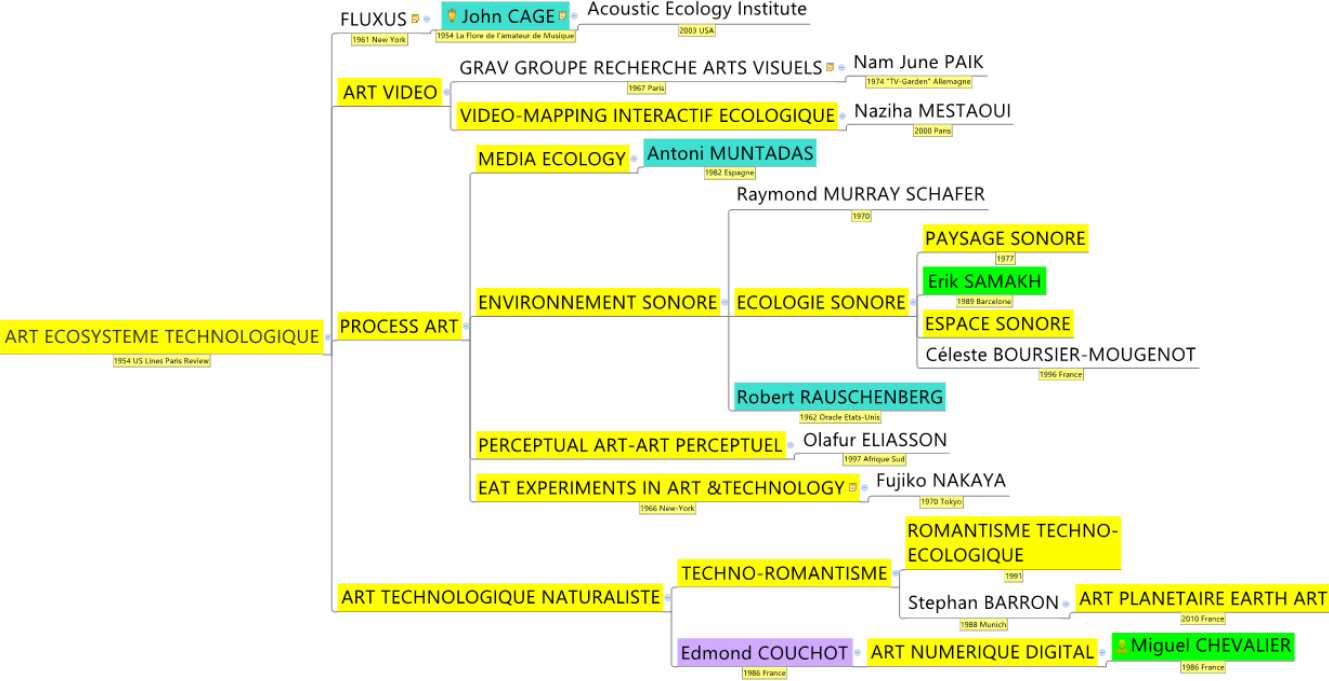 FLUXUS
1961 New York
John CAGE
1954 La Flore de l'amateur de Musique
Acoustic Ecology Institute
2003 USA
ART VIDEO
GRAV GROUPE RECHERCHE ARTS VISUELS
1967 Paris
Nam June PAIK
1974 "TV-Garden" Allemagne
VIDEO-MAPPING INTERACTIF ECOLOGIQUE
Naziha MESTAOUI
2000 Paris
ART ECOSYSTEME TECHNOLOGIQUE
1954 US Lines Paris Review
PROCESS ART
MEDIA ECOLOGY
Antoni MUNTADAS
1982 Espagne
ENVIRONNEMENT SONORE
Raymond MURRAY SCHAFER
1970
ECOLOGIE SONORE
PAYSAGE SONORE
1977
Erik SAMAKH
1989 Barcelone
ESPACE SONORE
Céleste BOURSIER-MOUGENOT
1996 France
Robert RAUSCHENBERG
1962 Oracle Etats-Unis
PERCEPTUAL ART-ART PERCEPTUEL
Olafur ELIASSON
1997 Afrique Sud
EAT EXPERIMENTS IN ART &TECHNOLOGY
1966 New-York
Fujiko NAKAYA
1970 Tokyo
ART TECHNOLOGIQUE NATURALISTE
TECHNO-ROMANTISME
ROMANTISME TECHNO-
ECOLOGIQUE
1991
Stephan BARRON
1988 Munich
ART PLANETAIRE EARTH ART
2010 France
Edmond COUCHOT
1986 France
ART NUMERIQUE DIGITAL
Miguel CHEVALIER
1986 France